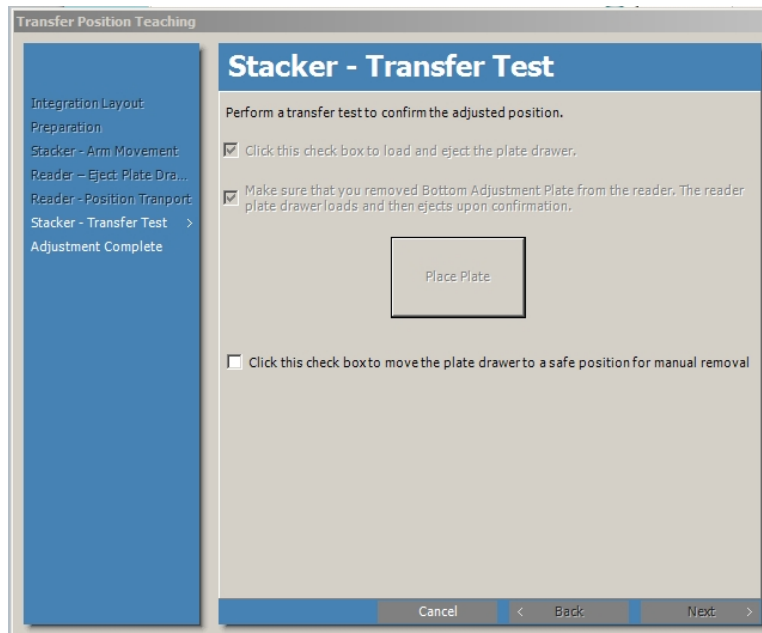 Transfer Position Teaching
Stacker - Transfer Test
Integration Layout
Preparation
Stacker - Arm Movement
Reader – Eject Plate Dra...
Reader -Position Tranport
Stacker - Transfer Test >
Adjustment Complete
Perform a transfer test to confirm the adjusted position.
Click this check box to load and eject the plate drawer.
Make sure that you removed Bottom Adjustment Plate from the reader. The reader
plate drawer loads and then ejects upon confirmation.
Place Plate
Click this check box to move the plate drawer to a safe position for manual removal
Cancel < Back Next >